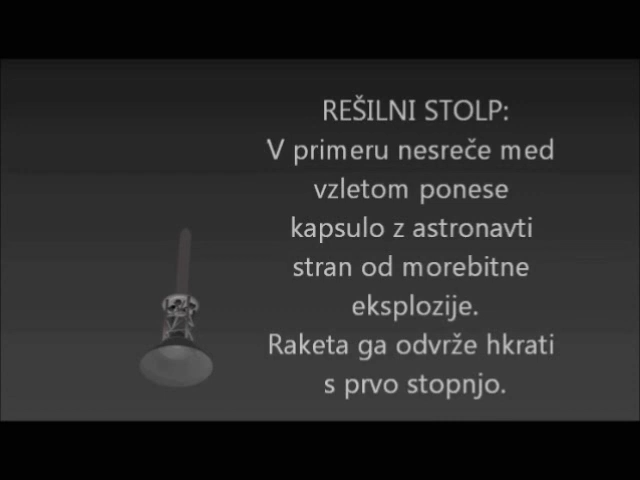 REŠILNI STOLP:
V primeru nesreče med
vzletom ponese
kapsulo z astronavti
stran od morebitne
eksplozije.
Raketa ga odvrže hkrati
s prvo stopnjo.